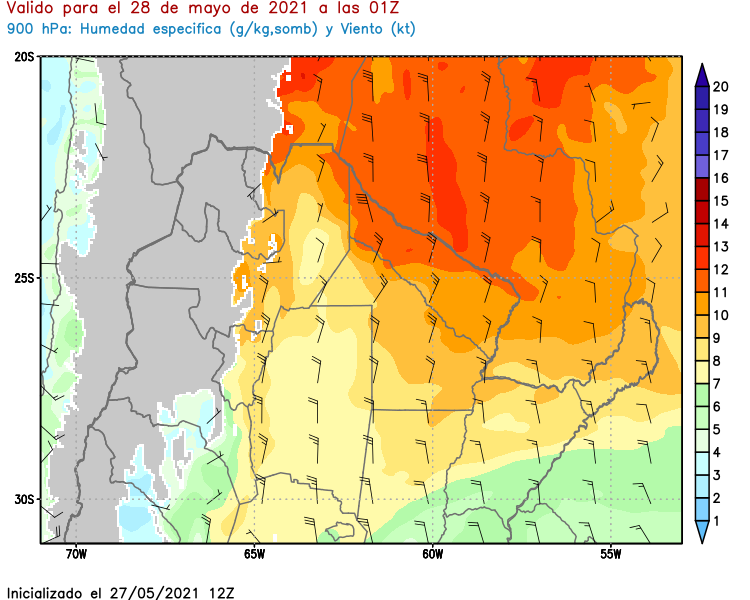 Valido para el 28 de mayo de 2021 a las 01Z
900 hPa: Humedad especifica (g/kg,somb) y Viento (kt)
20S
25S
30S
70W
65W
60W
55W
20
19
18
17
16
15
14
13
12
11
10
9
8
7
6
5
4
3
2
1
Inicializado el 27/05/2021 12Z